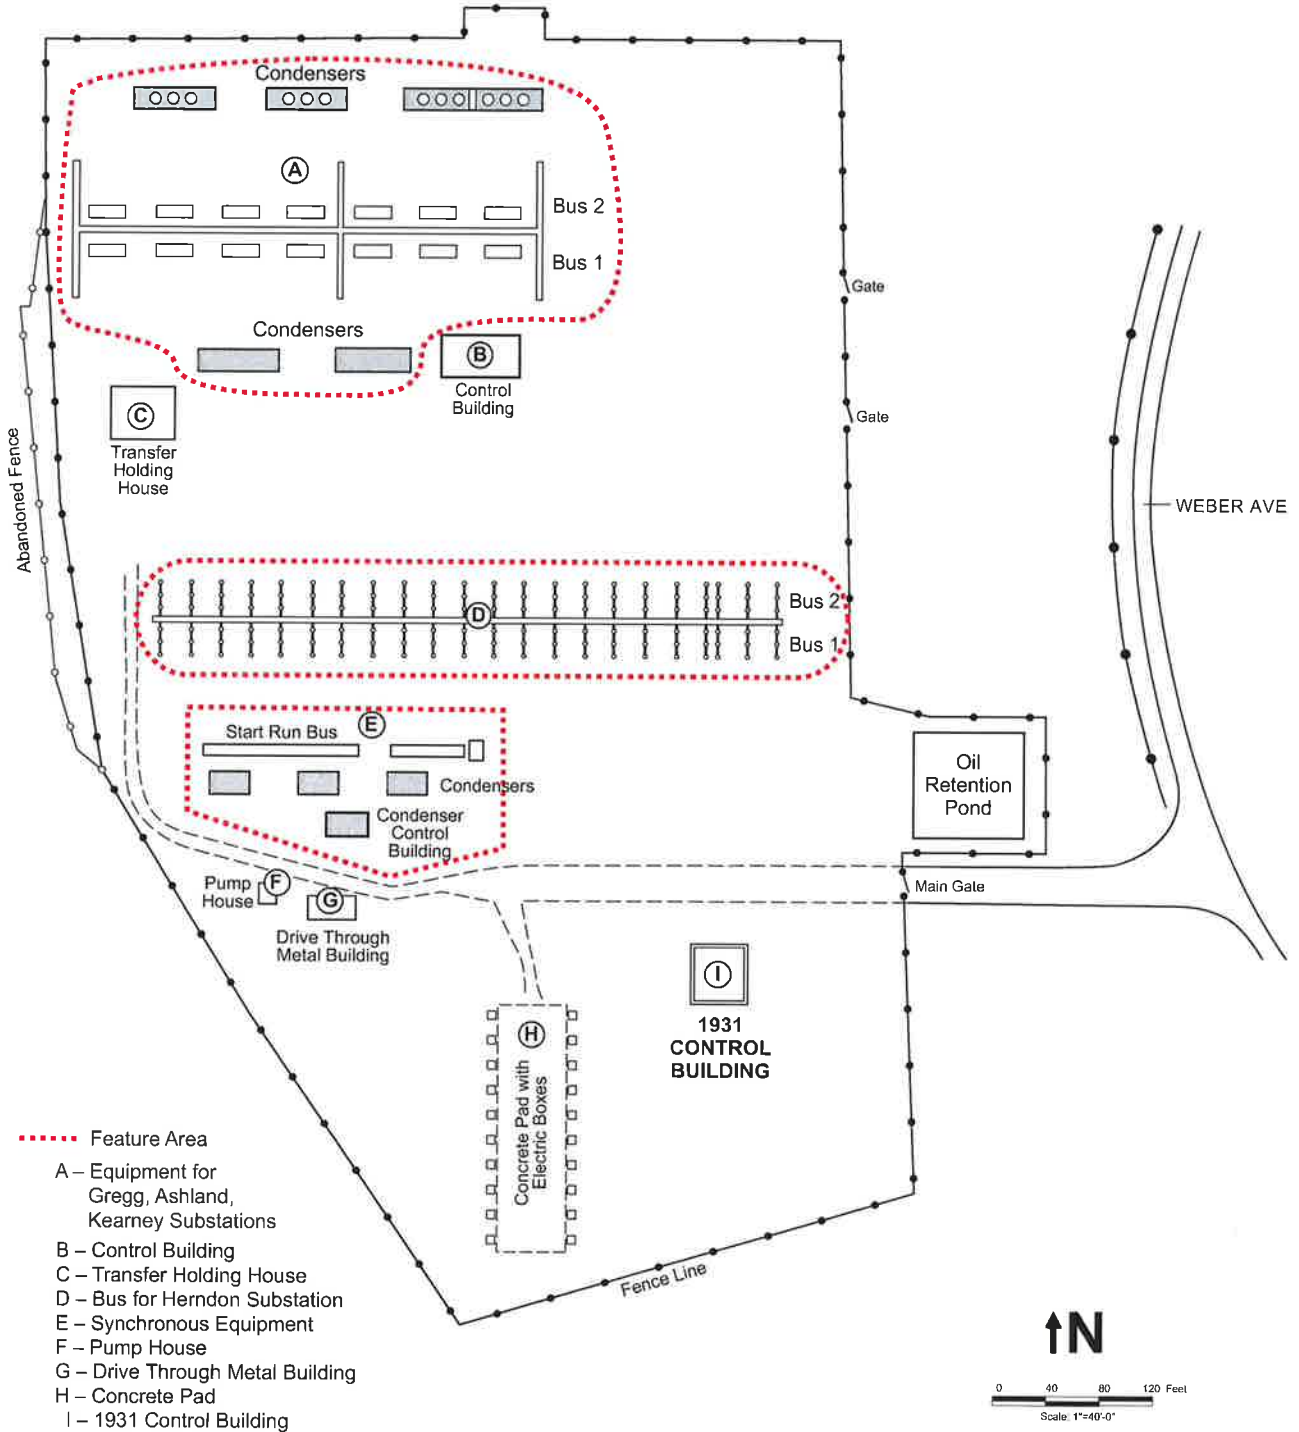 Condensers
A
Bus 2
Bus 1
Gate
Condensers
B
Control
Building
C
Transfer
Holding
House
Gate
Abandoned Fence
WEBER AVE
D
Bus 2
Bus 1
E
Start Run Bus
Condensers
Condenser
Control
Building
Oil
Retention
Pond
Pump
House
F
G
Main Gate
Drive Through
Metal Building
I
1931
CONTROL
BUILDING
H
Concrete Pad with
Electric Boxes
Fence Line
Feature Area
A – Equipment for
Gregg, Ashland,
Kearney Substations
B – Control Building
C – Transfer Holding House
D – Bus for Herndon Substation
E – Synchronous Equipment
F – Pump House
G – Drive Through Metal Building
H – Concrete Pad
I – 1931 Control Building
N
0 40 80 120 Feet
Scale: 1"=40'-0"